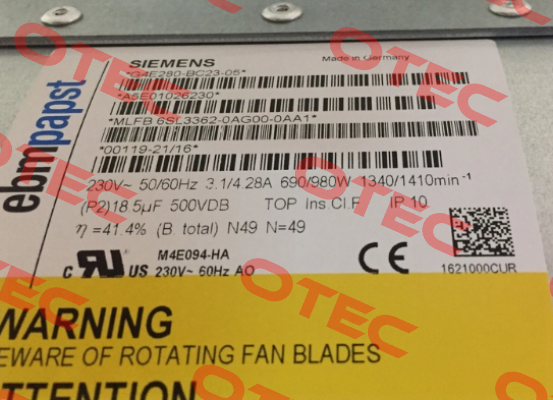 SIEMENS
Made in Germany
ebmpapst
*G4E280-BC23-05*
*A5E01026230*
*MLFB 6SL3362-0AG00-0AA1*
*00119-21/16*
230V~ 50/60Hz 3.1/4.28A 690/980W 1340/1410min⁻¹
(P2)18.5µF 500VDB TOP Ins Cl.F IP 10
η =41.4% (B. total) N49 N=49
M4E094-HA
c US 230V~ 60Hz AO
CE
1621000CUR
WARNING
BEWARE OF ROTATING FAN BLADES
ATTENTION
OTEC
OTEC
OTEC
OTEC
OTEC